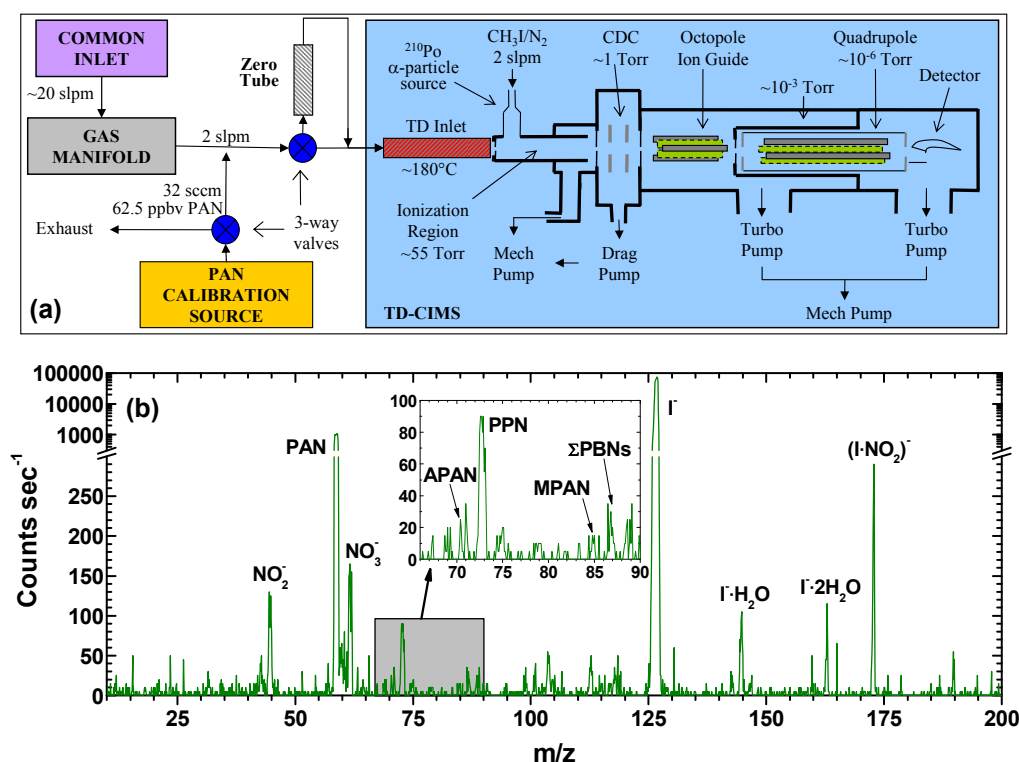 COMMON
INLET
~20 slpm
GAS
MANIFOLD
2 slpm
Zero
Tube
32 sccm
62.5 ppbv PAN
Exhaust
3-way
valves
PAN
CALIBRATION
SOURCE
(a)
²¹⁰Po
α-particle
source
CH₃I/N₂
2 slpm
CDC
~1 Torr
Octopole
Ion Guide
Quadrupole
~10⁻⁶ Torr
~10⁻³ Torr
Detector
TD Inlet
~180°C
Ionization
Region
~55 Torr
Mech
Pump
Drag
Pump
Turbo
Pump
Turbo
Pump
Mech Pump
TD-CIMS
(b)
Counts sec⁻¹
100000
10000
1000
250
200
150
100
50
0
NO₂⁻
PAN
NO₃⁻
I⁻
I⁻·H₂O
I⁻·2H₂O
(I·NO₂)⁻
100
80
60
40
20
0
APAN
PPN
MPAN
ΣPBNs
70 75 80 85 90
25 50 75 100 125 150 175 200
m/z